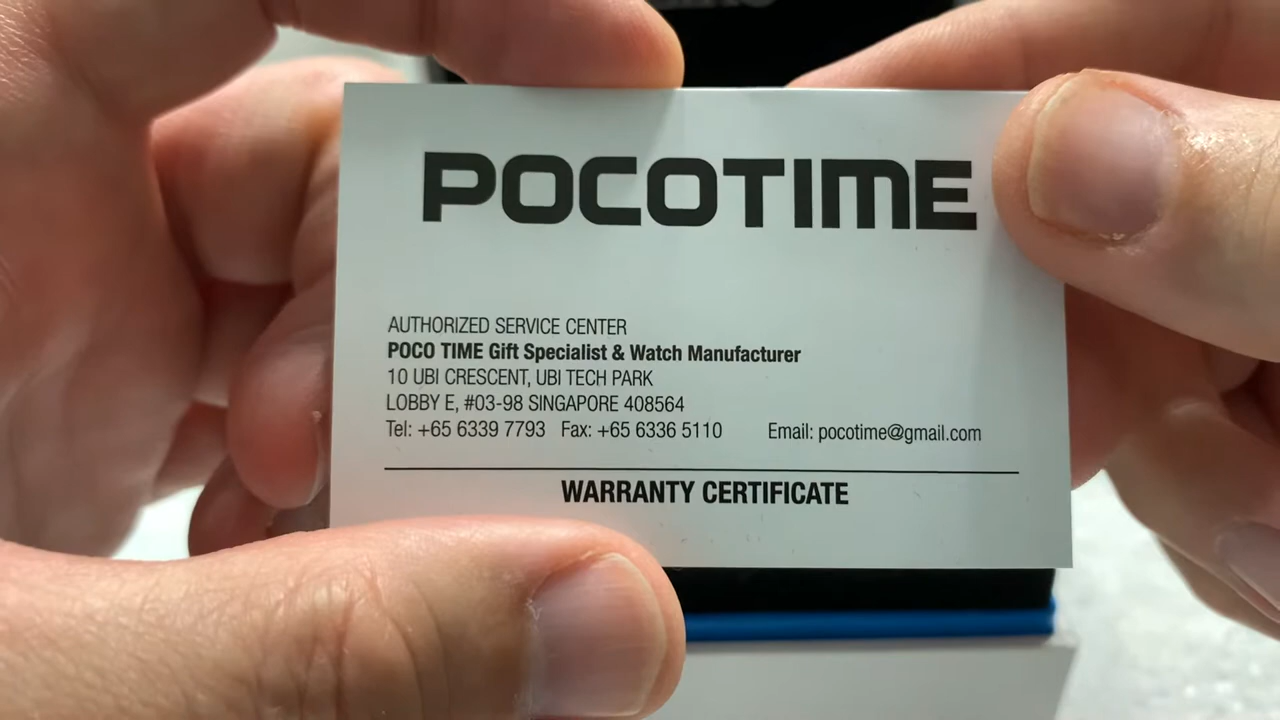 POCOTIME
AUTHORIZED SERVICE CENTER
POCO TIME Gift Specialist & Watch Manufacturer
10 UBI CRESCENT, UBI TECH PARK
LOBBY E, #03-98 SINGAPORE 408564
Tel: +65 6339 7793 Fax: +65 6336 5110 Email: pocotime@gmail.com
WARRANTY CERTIFICATE